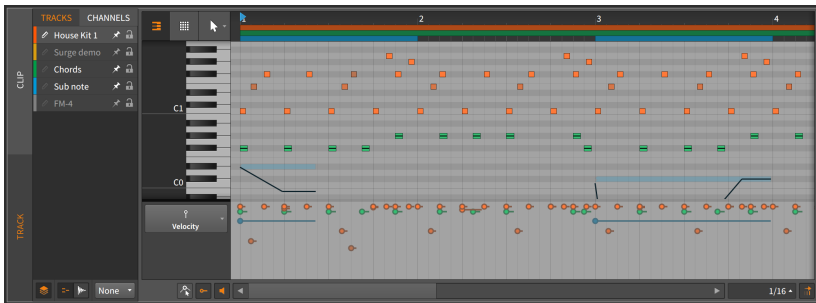 TRACKS CHANNELS
House Kit 1
Surge demo
Chords
Sub note
FM-4
CLIP
TRACK
2 3 4
C1
C0
Velocity
None
1/16